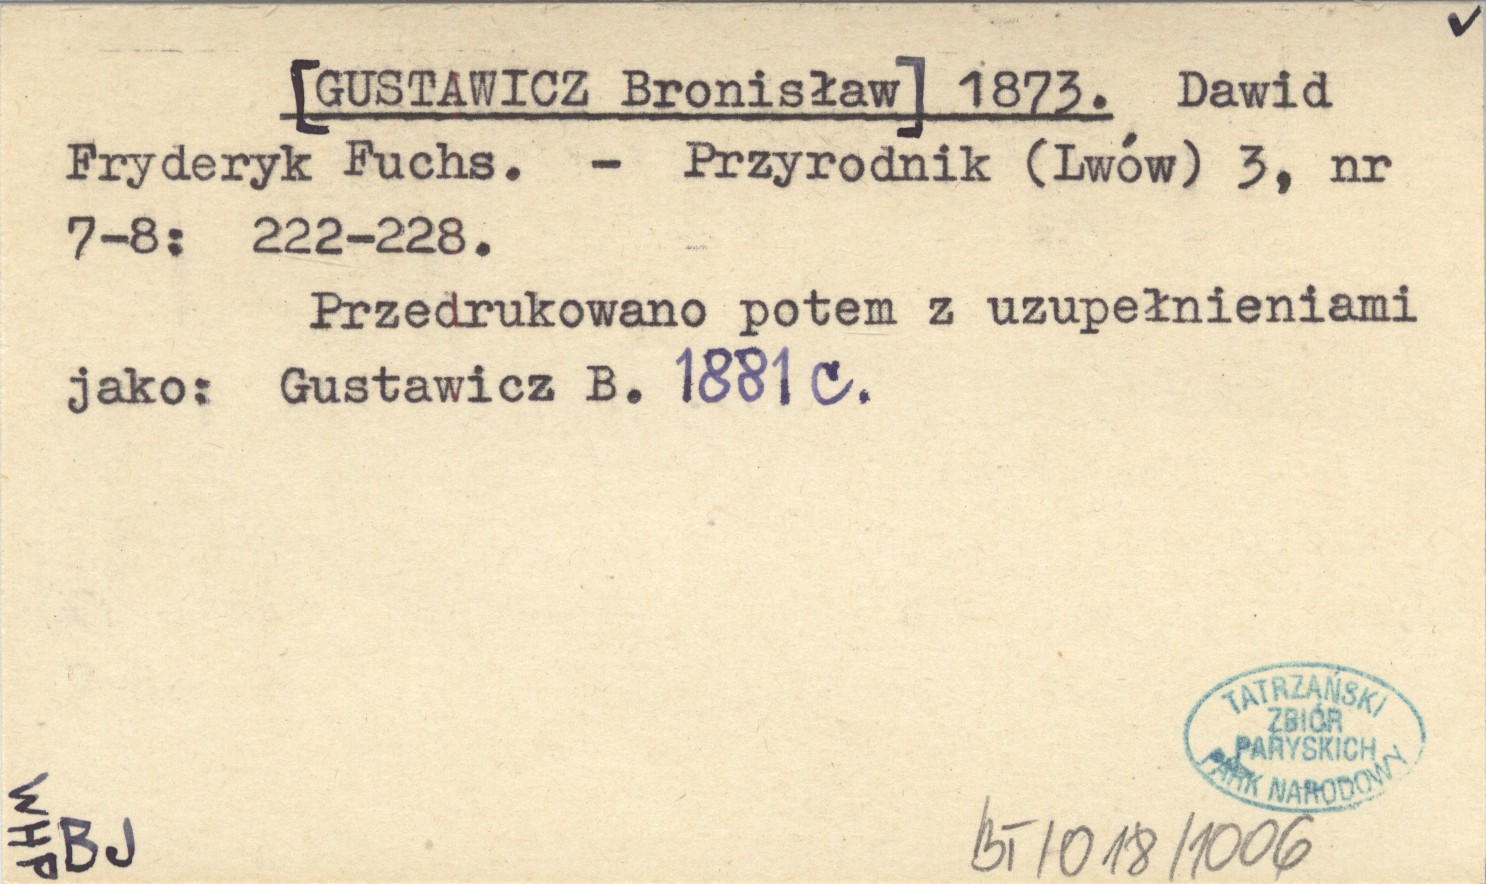 [GUSTAWICZ Bronisław] 1873. Dawid
Fryderyk Fuchs. - Przyrodnik (Lwów) 3, nr
7-8: 222-228.
Przedrukowano potem z uzupełnieniami
jako: Gustawicz B. 1881 c.
TATRZAŃSKI
ZBIÓR
PARYSKICH
PARK NARODOWY
WHP
BJ
BT/018/1006